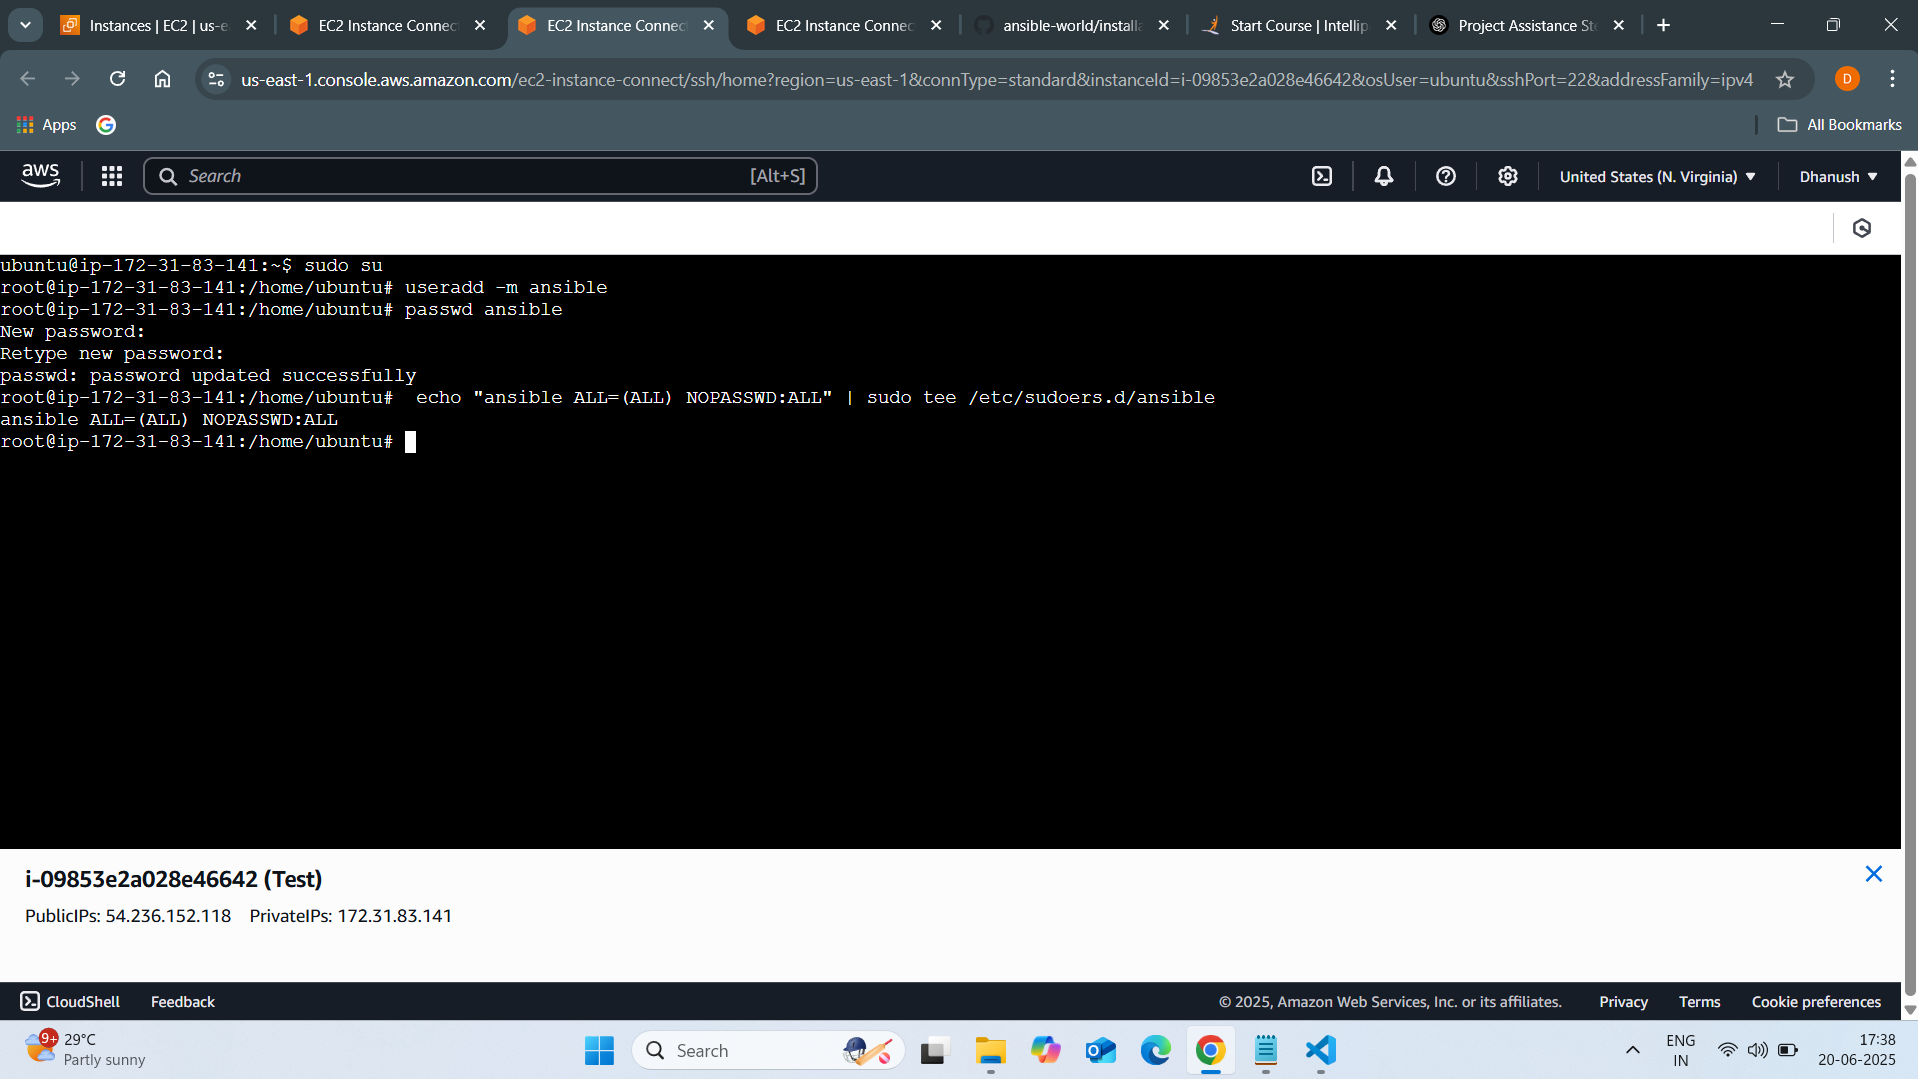 Instances | EC2 | us-e
EC2 Instance Connect
EC2 Instance Connect
EC2 Instance Connec
ansible-world/installa
Start Course | Intellip
Project Assistance Ste
us-east-1.console.aws.amazon.com/ec2-instance-connect/ssh/home?region=us-east-1&connType=standard&instanceId=i-09853e2a028e46642&osUser=ubuntu&sshPort=22&addressFamily=ipv4
D
Apps
All Bookmarks
aws
Search
[Alt+S]
United States (N. Virginia)
Dhanush
ubuntu@ip-172-31-83-141:~$ sudo su
root@ip-172-31-83-141:/home/ubuntu# useradd -m ansible
root@ip-172-31-83-141:/home/ubuntu# passwd ansible
New password:
Retype new password:
passwd: password updated successfully
root@ip-172-31-83-141:/home/ubuntu#  echo "ansible ALL=(ALL) NOPASSWD:ALL" | sudo tee /etc/sudoers.d/ansible
ansible ALL=(ALL) NOPASSWD:ALL
root@ip-172-31-83-141:/home/ubuntu#
i-09853e2a028e46642 (Test)
PublicIPs: 54.236.152.118 PrivateIPs: 172.31.83.141
CloudShell
Feedback
© 2025, Amazon Web Services, Inc. or its affiliates.
Privacy
Terms
Cookie preferences
9+
29°C
Partly sunny
Search
ENG
IN
17:38
20-06-2025